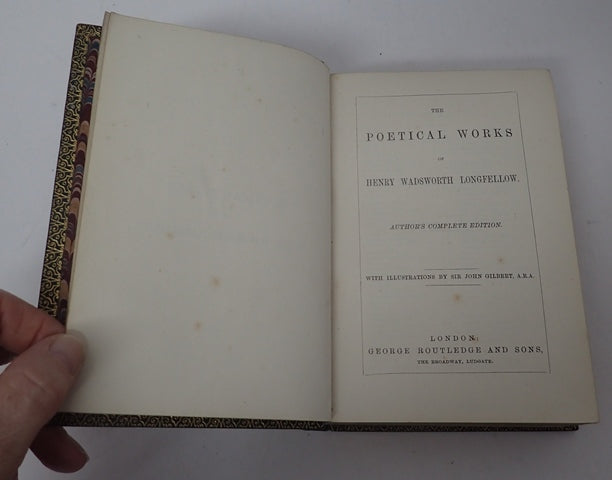 THE
POETICAL WORKS
OF
HENRY WADSWORTH LONGFELLOW.
AUTHOR'S COMPLETE EDITION.
WITH ILLUSTRATIONS BY SIR JOHN GILBERT, A.R.A.
LONDON:
GEORGE ROUTLEDGE AND SONS,
THE BROADWAY, LUDGATE.